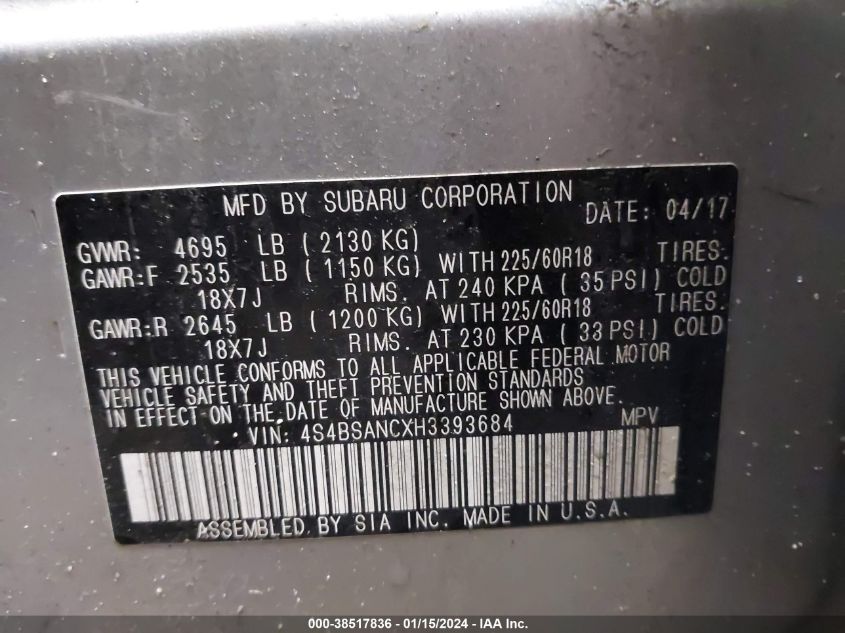 MFD BY SUBARU CORPORATION DATE: 04/17
GVWR: 4695 LB ( 2130 KG)
GAWR:F 2535 LB ( 1150 KG) WITH 225/60R18 TIRES.
18X7J RIMS. AT 240 KPA ( 35 PSI) COLD
GAWR:R 2645 LB ( 1200 KG) WITH 225/60R18 TIRES.
18X7J RIMS. AT 230 KPA ( 33 PSI) COLD
THIS VEHICLE CONFORMS TO ALL APPLICABLE FEDERAL MOTOR
VEHICLE SAFETY AND THEFT PREVENTION STANDARDS
IN EFFECT ON THE DATE OF MANUFACTURE SHOWN ABOVE.
VIN: 4S4BSANCXH3393684 MPV
ASSEMBLED BY SIA INC. MADE IN U.S.A.
000-38517836 - 01/15/2024 - IAA Inc.